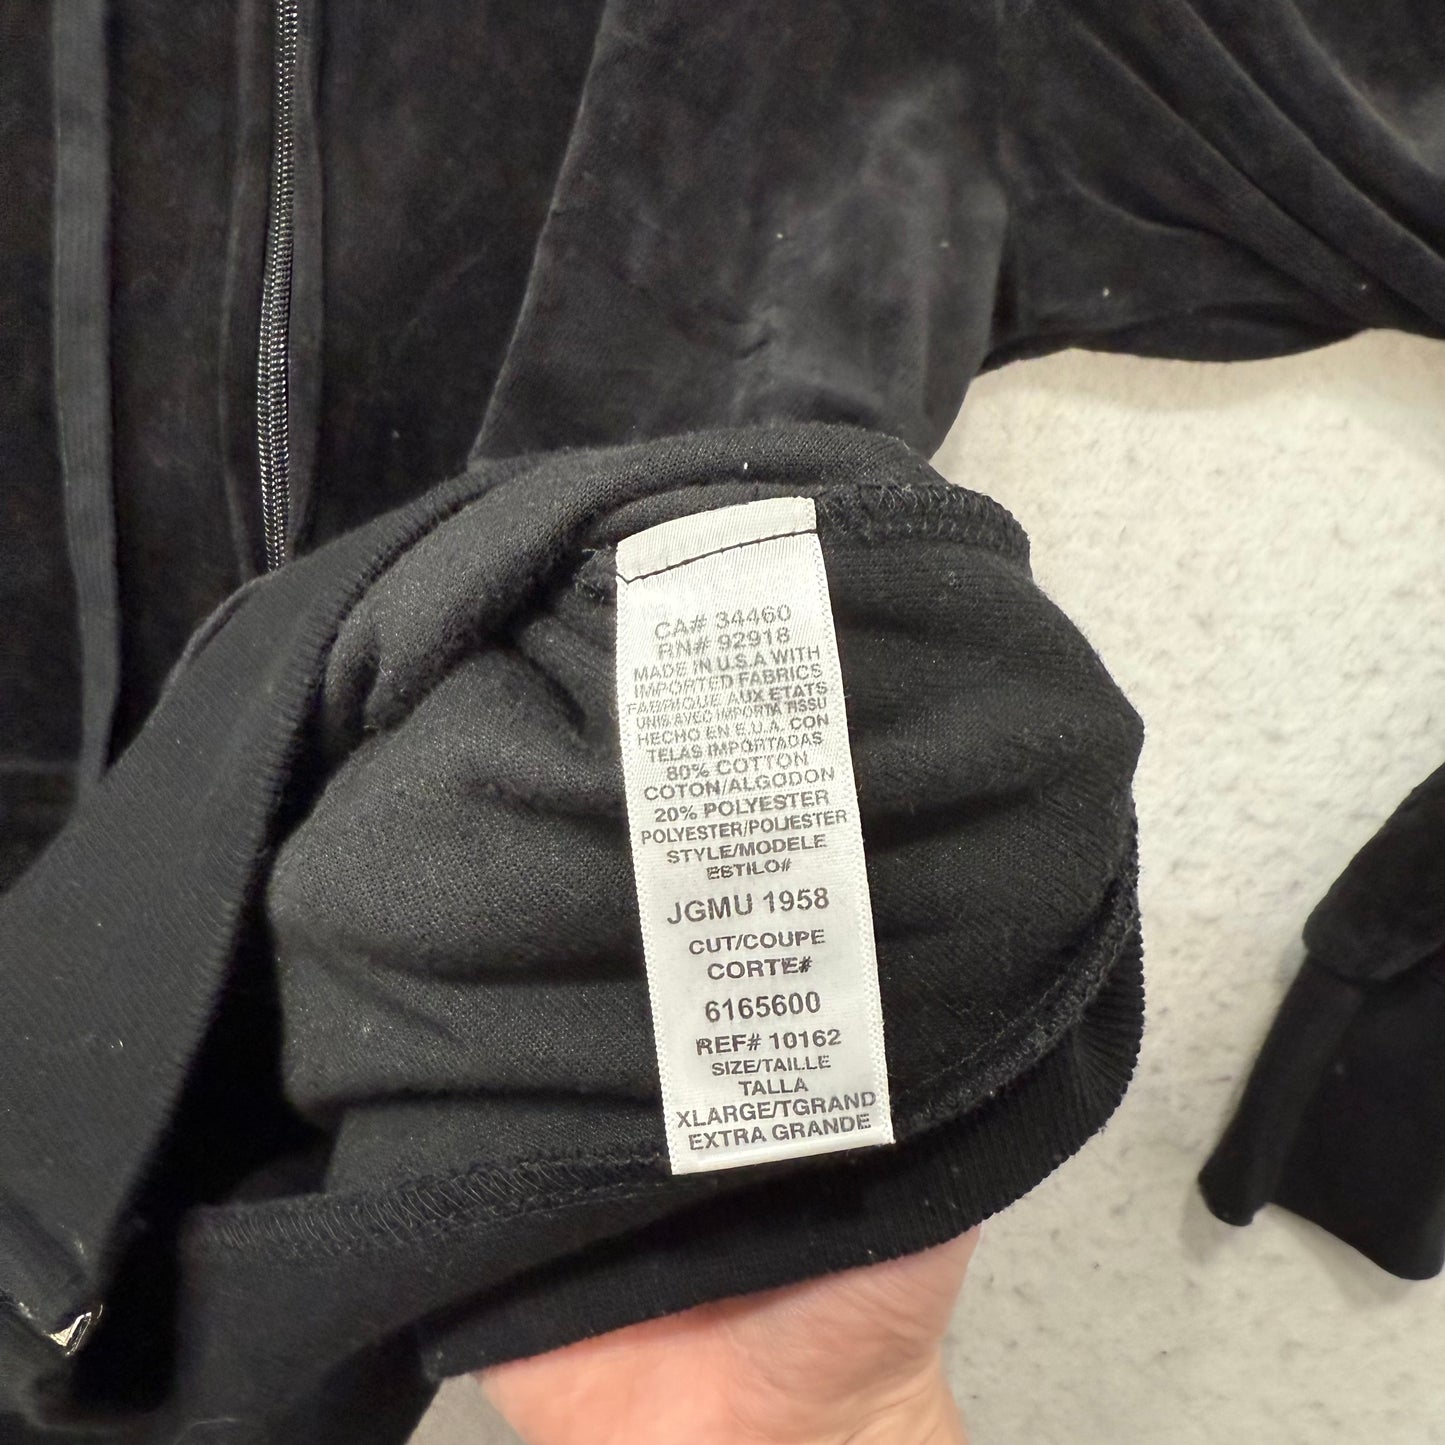 CA# 34460
RN# 92918
MADE IN U.S.A WITH
IMPORTED FABRICS
FABRIQUE AUX ETATS
UNIS AVEC IMPORTA TISSU
HECHO EN E.U.A. CON
TELAS IMPORTADAS
80% COTTON
COTON/ALGODON
20% POLYESTER
POLYESTER/POLIESTER
STYLE/MODELE
ESTILO#
JGMU 1958
CUT/COUPE
CORTE#
6165600
REF# 10162
SIZE/TAILLE
TALLA
XLARGE/TGRAND
EXTRA GRANDE